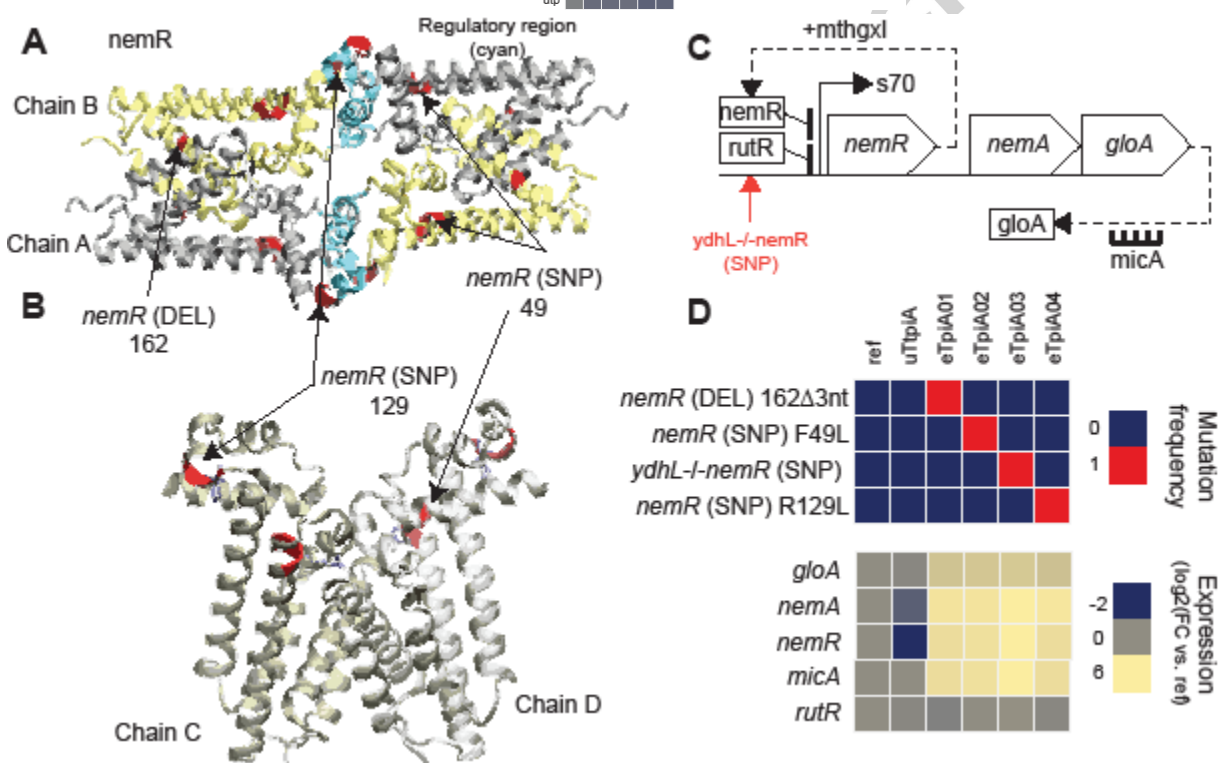 utp
A
nemR
Regulatory region
(cyan)
Chain B
Chain A
nemR (DEL)
162
nemR (SNP)
49
B
nemR (SNP)
129
Chain C
Chain D
C
+mthgxl
s70
nemR
rutR
nemR
nemA
gloA
gloA
micA
ydhL-/-nemR
(SNP)
D
ref
uTtpiA
eTpiA01
eTpiA02
eTpiA03
eTpiA04
nemR (DEL) 162Δ3nt
nemR (SNP) F49L
ydhL-/-nemR (SNP)
nemR (SNP) R129L
0
1
Mutation
frequency
gloA
nemA
nemR
micA
rutR
-2
0
6
Expression
(log2(FC vs. ref)